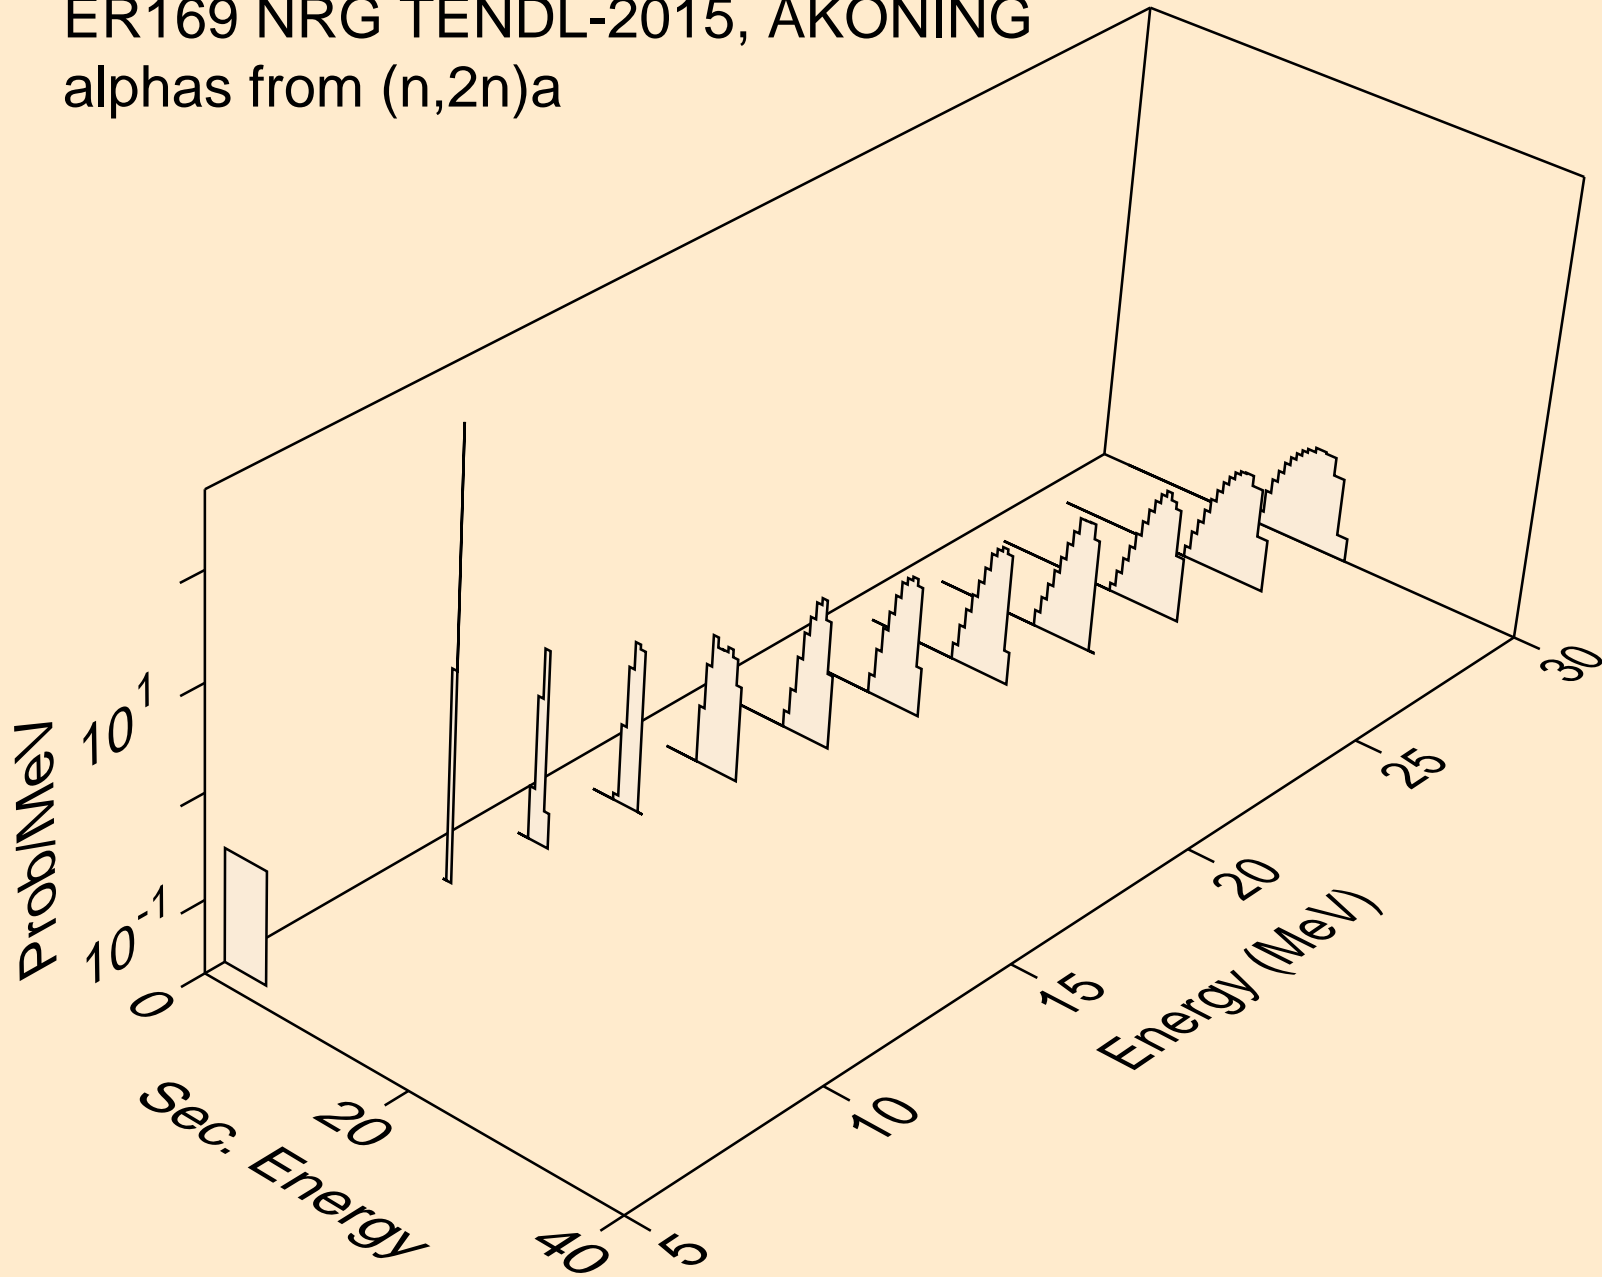 ER169 NRG TENDL-2015, AKONING
alphas from (n,2n)a
10^1
10^-1
Prob/MeV
0
20
40
Sec. Energy
5
10
15
20
25
30
Energy (MeV)